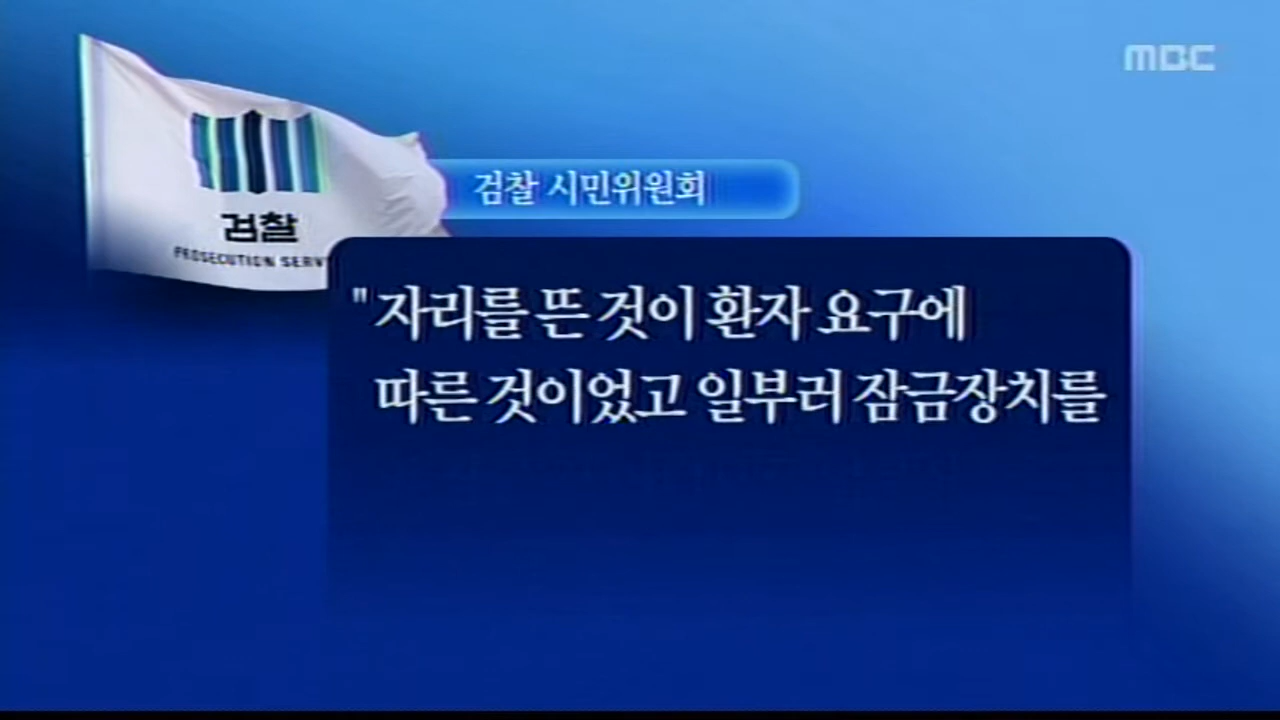 MBC
검찰
PROSECUTION SERV
검찰 시민위원회
" 자리를 뜬 것이 환자 요구에
따른 것이었고 일부러 잠금장치를